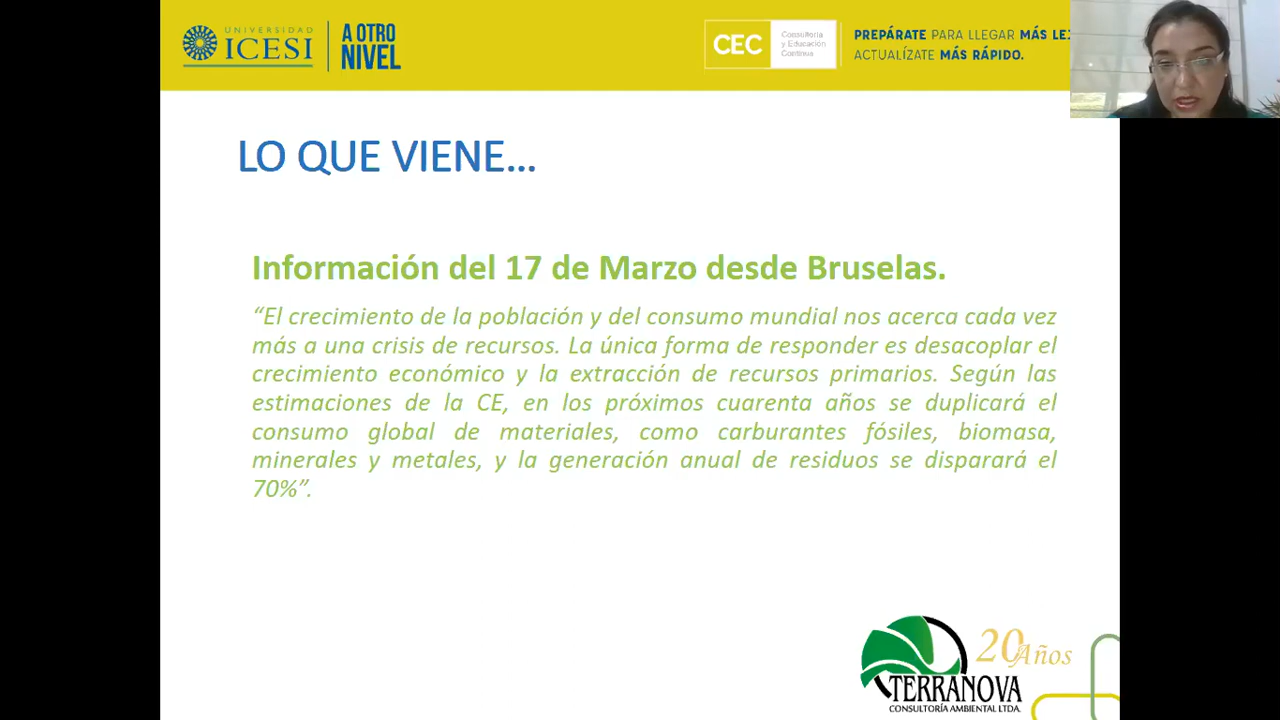 UNIVERSIDAD
ICESI
A OTRO
NIVEL
CEC
Consultoría
y Educación
Continua
PREPÁRATE PARA LLEGAR MÁS LE
ACTUALÍZATE MÁS RÁPIDO.
LO QUE VIENE...
Información del 17 de Marzo desde Bruselas.
“El crecimiento de la población y del consumo mundial nos acerca cada vez
más a una crisis de recursos. La única forma de responder es desacoplar el
crecimiento económico y la extracción de recursos primarios. Según las
estimaciones de la CE, en los próximos cuarenta años se duplicará el
consumo global de materiales, como carburantes fósiles, biomasa,
minerales y metales, y la generación anual de residuos se disparará el
70%”.
20 Años
TERRANOVA
CONSULTORÍA AMBIENTAL LTDA.